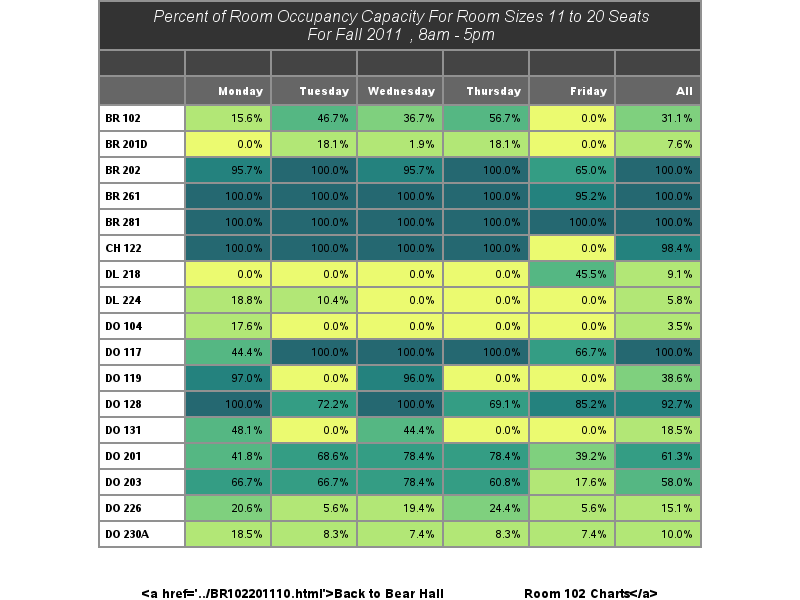 Percent of Room Occupancy Capacity For Room Sizes 11 to 20 Seats
For Fall 2011 , 8am - 5pm
Monday Tuesday Wednesday Thursday Friday All
BR 102 15.6% 46.7% 36.7% 56.7% 0.0% 31.1%
BR 201D 0.0% 18.1% 1.9% 18.1% 0.0% 7.6%
BR 202 95.7% 100.0% 95.7% 100.0% 65.0% 100.0%
BR 261 100.0% 100.0% 100.0% 100.0% 95.2% 100.0%
BR 281 100.0% 100.0% 100.0% 100.0% 100.0% 100.0%
CH 122 100.0% 100.0% 100.0% 100.0% 0.0% 98.4%
DL 218 0.0% 0.0% 0.0% 0.0% 45.5% 9.1%
DL 224 18.8% 10.4% 0.0% 0.0% 0.0% 5.8%
DO 104 17.6% 0.0% 0.0% 0.0% 0.0% 3.5%
DO 117 44.4% 100.0% 100.0% 100.0% 66.7% 100.0%
DO 119 97.0% 0.0% 96.0% 0.0% 0.0% 38.6%
DO 128 100.0% 72.2% 100.0% 69.1% 85.2% 92.7%
DO 131 48.1% 0.0% 44.4% 0.0% 0.0% 18.5%
DO 201 41.8% 68.6% 78.4% 78.4% 39.2% 61.3%
DO 203 66.7% 66.7% 78.4% 60.8% 17.6% 58.0%
DO 226 20.6% 5.6% 19.4% 24.4% 5.6% 15.1%
DO 230A 18.5% 8.3% 7.4% 8.3% 7.4% 10.0%
<a href='../BR102201110.html'>Back to Bear Hall Room 102 Charts</a>